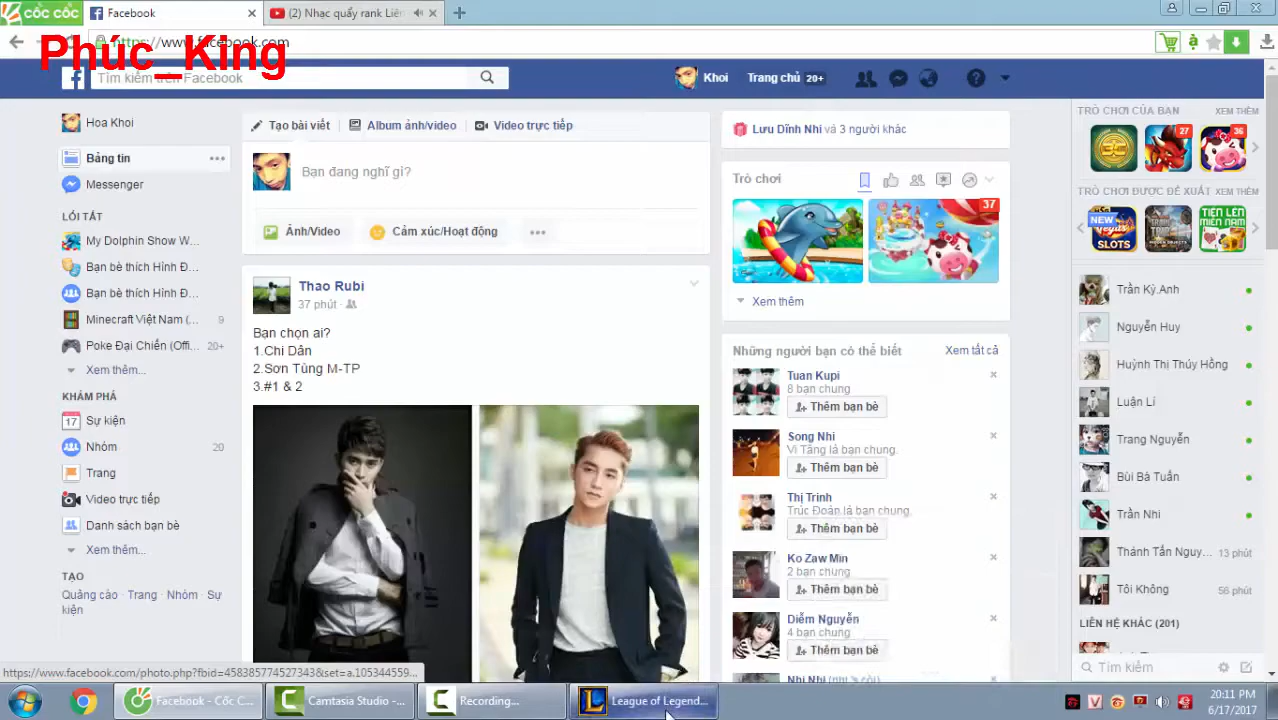 CỐC CỐC
Facebook
(2) Nhạc quẩy rank Liên
https://www.facebook.com
Phúc_King
Tìm kiếm trên Facebook
Khoi
Trang chủ 20+
Hoa Khoi
Bảng tin
Messenger
LỐI TẮT
My Dolphin Show W...
Bạn bè thích Hình Đ...
Bạn bè thích Hình Đ...
Minecraft Việt Nam (... 9
Poke Đại Chiến (Offi... 20+
Xem thêm...
KHÁM PHÁ
Sự kiện
Nhóm 20
Trang
Video trực tiếp
Danh sách bạn bè
Xem thêm...
TẠO
Quảng cáo Trang Nhóm Sự
kiện
Tạo bài viết
Album ảnh/video
Video trực tiếp
Bạn đang nghĩ gì?
Ảnh/Video
Cảm xúc/Hoạt động
Thao Rubi
37 phút
Bạn chọn ai?
1.Chi Dân
2.Sơn Tùng M-TP
3.#1 & 2
Lưu Dĩnh Nhi và 3 người khác
Trò chơi
37
Xem thêm
Những người bạn có thể biết
Xem tất cả
Tuan Kupi
8 bạn chung
Thêm bạn bè
Song Nhi
Vi Tăng là bạn chung.
Thêm bạn bè
Thị Trinh
Trúc Đoàn là bạn chung.
Thêm bạn bè
Ko Zaw Min
2 bạn chung
Thêm bạn bè
Diễm Nguyễn
4 bạn chung
Thêm bạn bè
TRÒ CHƠI CỦA BẠN
XEM THÊM
27
36
TRÒ CHƠI ĐƯỢC ĐỀ XUẤT
XEM THÊM
NEW
SLOTS
TIẾN LÊN
MIỀN NAM
Trần Kỳ.Anh
Nguyễn Huy
Huỳnh Thị Thúy Hồng
Luận Lí
Trang Nguyễn
Bùi Bá Tuấn
Trần Nhi
Thánh Tấn Nguy... 13 phút
Tôi Không 56 phút
LIÊN HỆ KHÁC (201)
Tìm kiếm
https://www.facebook.com/photo.php?fbid=458385774527343&set=a.105344559...
Facebook - Cốc C...
Camtasia Studio -...
Recording...
League of Legend...
20:11 PM
6/17/2017